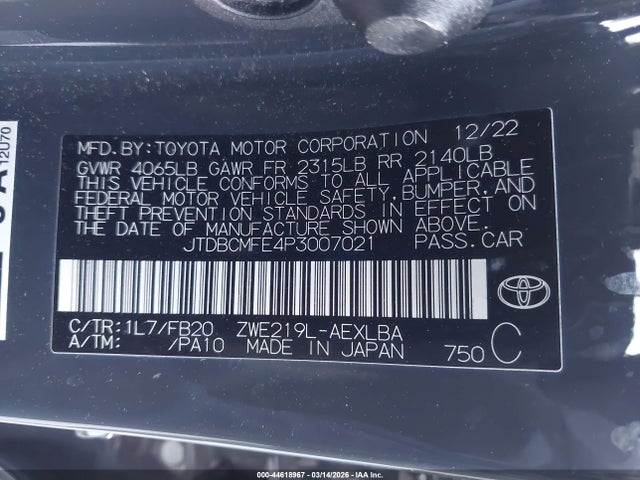 12U70
MFD. BY: TOYOTA MOTOR CORPORATION 12/22
GVWR 4065LB GAWR FR 2315LB RR 2140LB
THIS VEHICLE CONFORMS TO ALL APPLICABLE
FEDERAL MOTOR VEHICLE SAFETY, BUMPER, AND
THEFT PREVENTION STANDARDS IN EFFECT ON
THE DATE OF MANUFACTURE SHOWN ABOVE.
JTDBCMFE4P3007021 PASS. CAR
C/TR: 1L7/FB20 ZWE219L-AEXLBA
A/TM: /PA10 MADE IN JAPAN 750 C
000-44618967 - 03/14/2026 - IAAI.COM